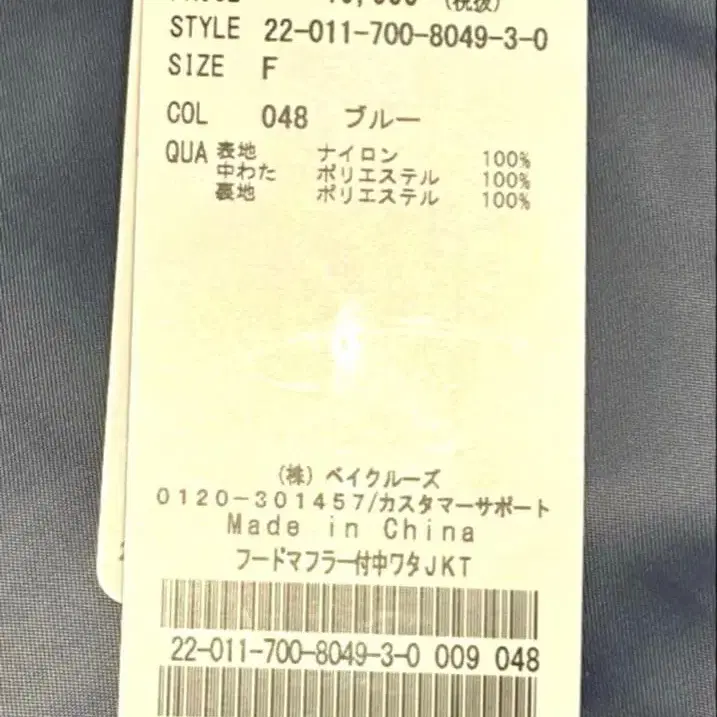 (税抜)
STYLE 22-011-700-8049-3-0
SIZE F
COL 048 ブルー
QUA 表地 ナイロン 100%
中わた ポリエステル 100%
裏地 ポリエステル 100%
(株) ベイクルーズ
0120-301457/カスタマーサポート
Made in China
フードマフラー付中ワタJKT
22-011-700-8049-3-0 009 048